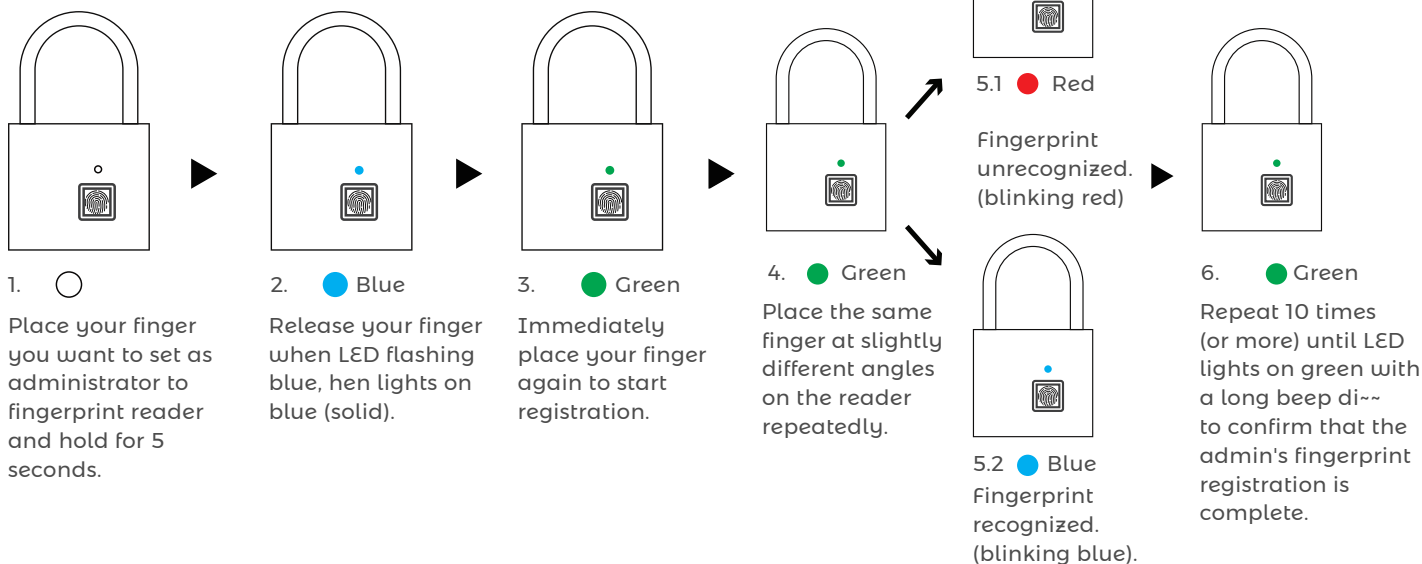 1.
Place your finger
you want to set as
administrator to
fingerprint reader
and hold for 5
seconds.
2. Blue
Release your finger
when LED flashing
blue, hen lights on
blue (solid).
3. Green
Immediately
place your finger
again to start
registration.
4. Green
Place the same
finger at slightly
different angles
on the reader
repeatedly.
5.1 Red
Fingerprint
unrecognized.
(blinking red)
5.2 Blue
Fingerprint
recognized.
(blinking blue).
6. Green
Repeat 10 times
(or more) until LED
lights on green with
a long beep di~~
to confirm that the
admin's fingerprint
registration is
complete.